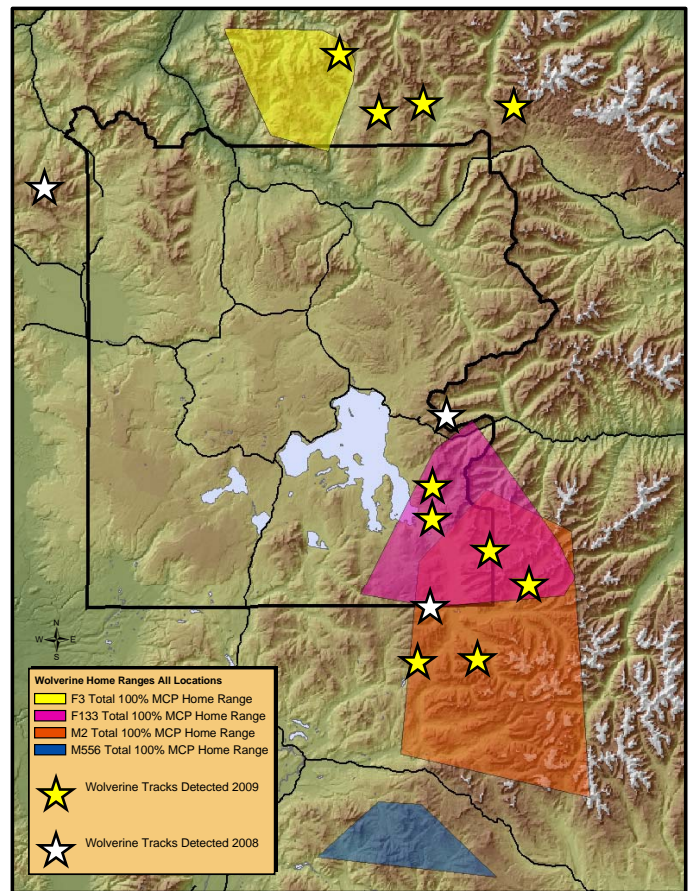 N
W E
S
Wolverine Home Ranges All Locations
F3 Total 100% MCP Home Range
F133 Total 100% MCP Home Range
M2 Total 100% MCP Home Range
M556 Total 100% MCP Home Range
Wolverine Tracks Detected 2009
Wolverine Tracks Detected 2008